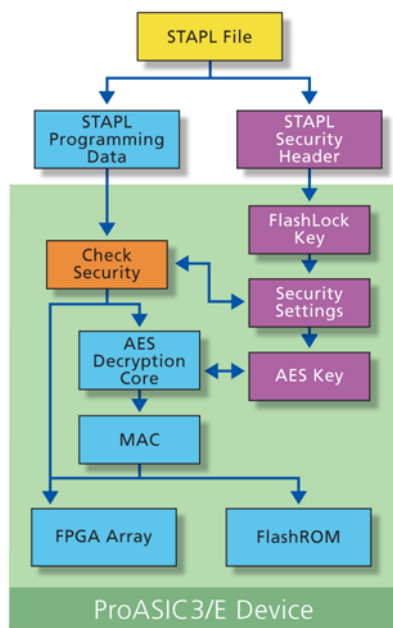 STAPL File
STAPL
Programming
Data
STAPL
Security
Header
FlashLock
Key
Check
Security
Security
Settings
AES
Decryption
Core
AES Key
MAC
FPGA Array
FlashROM
ProASIC3/E Device